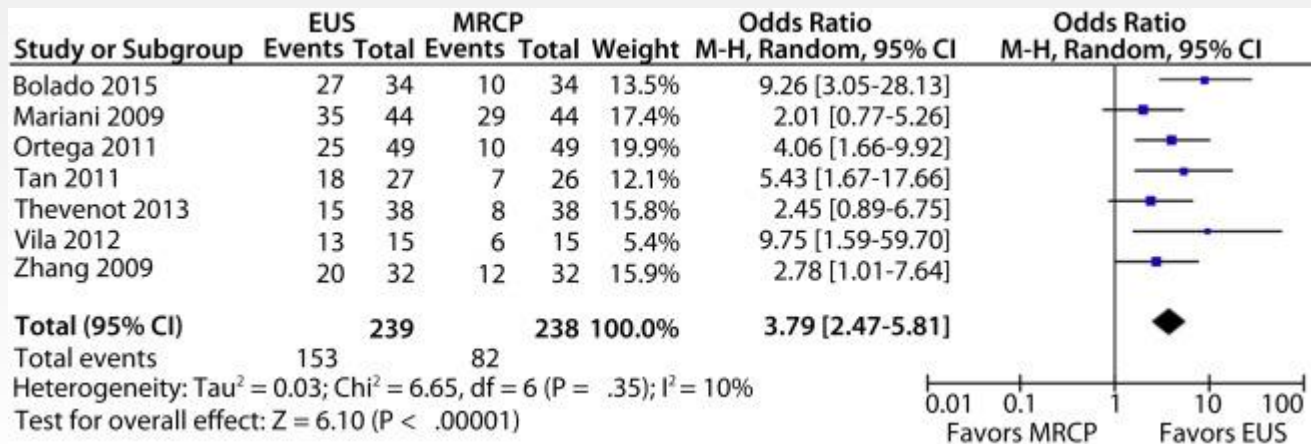 EUS MRCP Odds Ratio Odds Ratio
Study or Subgroup Events Total Events Total Weight M-H, Random, 95% CI M-H, Random, 95% CI
Bolado 2015 27 34 10 34 13.5% 9.26 [3.05-28.13]
Mariani 2009 35 44 29 44 17.4% 2.01 [0.77-5.26]
Ortega 2011 25 49 10 49 19.9% 4.06 [1.66-9.92]
Tan 2011 18 27 7 26 12.1% 5.43 [1.67-17.66]
Thevenot 2013 15 38 8 38 15.8% 2.45 [0.89-6.75]
Vila 2012 13 15 6 15 5.4% 9.75 [1.59-59.70]
Zhang 2009 20 32 12 32 15.9% 2.78 [1.01-7.64]
Total (95% CI) 239 238 100.0% 3.79 [2.47-5.81]
Total events 153 82
Heterogeneity: Tau² = 0.03; Chi² = 6.65, df = 6 (P = .35); I² = 10%
Test for overall effect: Z = 6.10 (P < .00001)
0.01 0.1 1 10 100
Favors MRCP Favors EUS